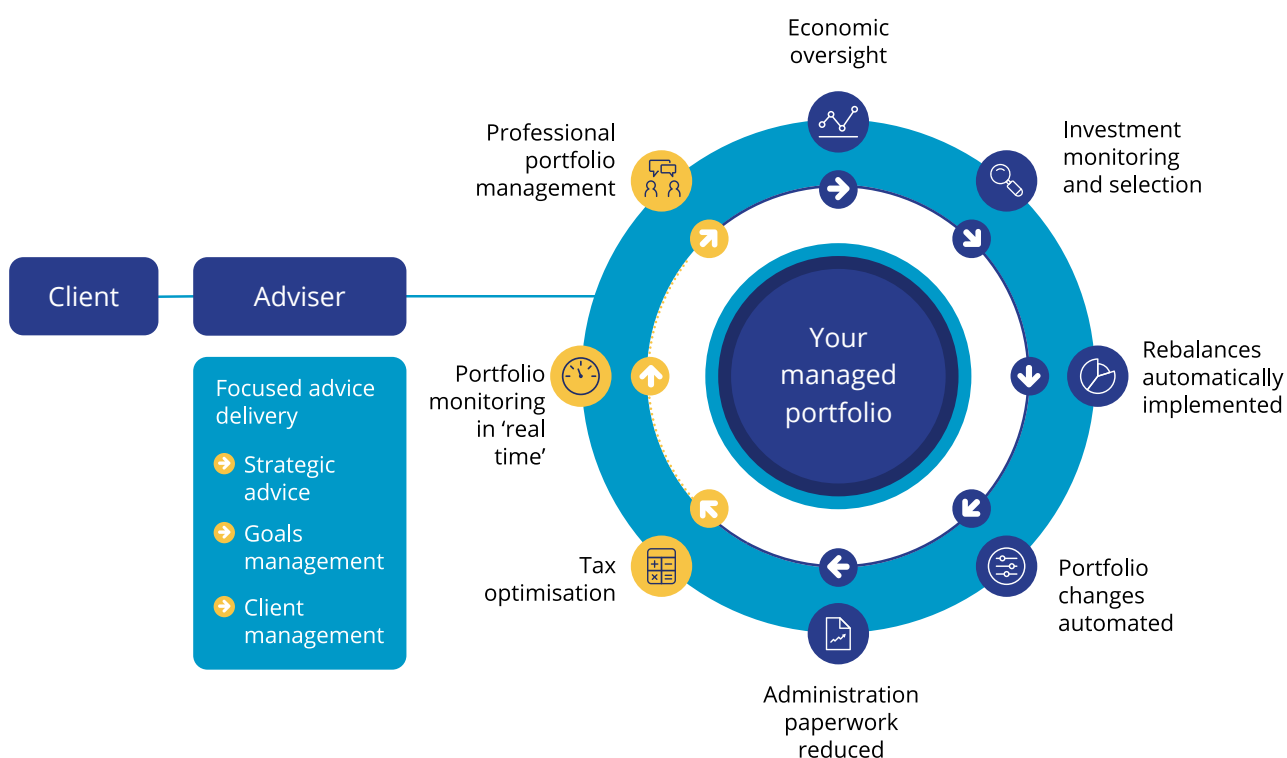 Client
Adviser
Focused advice
delivery
Strategic
advice
Goals
management
Client
management
Economic
oversight
Investment
monitoring
and selection
Rebalances
automatically
implemented
Portfolio
changes
automated
Administration
paperwork
reduced
Tax
optimisation
Portfolio
monitoring
in ‘real
time’
Professional
portfolio
management
Your
managed
portfolio